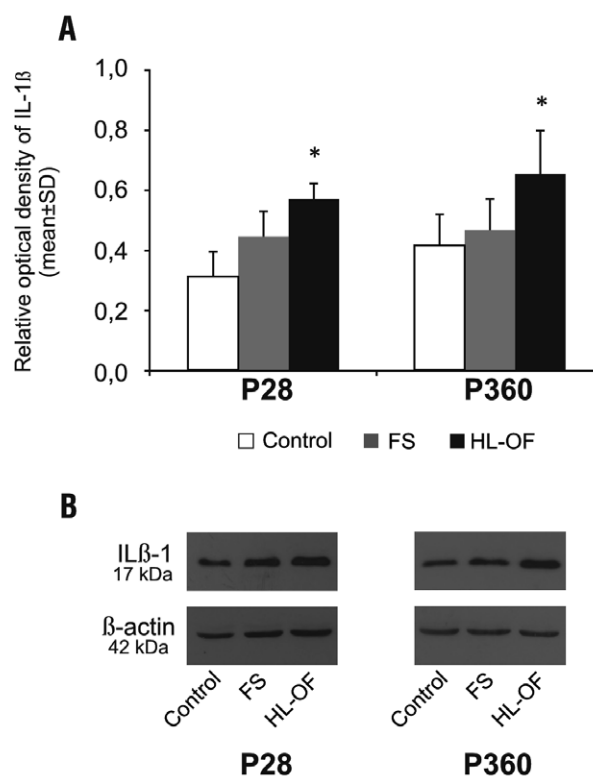 A
Relative optical density of IL-1ß
(mean±SD)
1,0
0,8
0,6
0,4
0,2
0,0
*
*
P28
P360
Control
FS
HL-OF
B
ILß-1
17 kDa
ß-actin
42 kDa
Control
FS
HL-OF
Control
FS
HL-OF
P28
P360